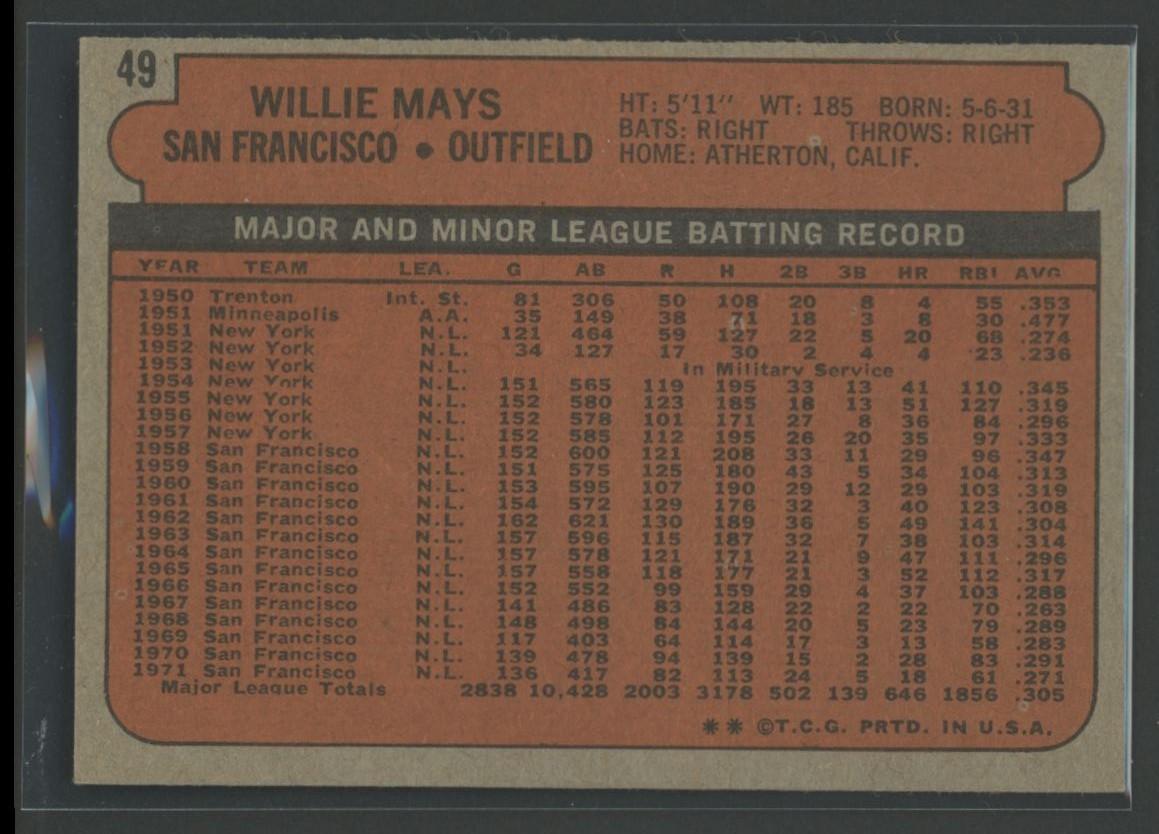 49
WILLIE MAYS
SAN FRANCISCO • OUTFIELD
HT: 5'11" WT: 185 BORN: 5-6-31
BATS: RIGHT THROWS: RIGHT
HOME: ATHERTON, CALIF.
MAJOR AND MINOR LEAGUE BATTING RECORD
YEAR TEAM LEA. G AB R H 2B 3B HR RBI AVG
1950 Trenton Int. St. 81 306 50 108 20 8 4 55 .353
1951 Minneapolis A.A. 35 149 38 71 18 3 8 30 .477
1951 New York N.L. 121 464 59 127 22 5 20 68 .274
1952 New York N.L. 34 127 17 30 2 4 4 23 .236
1953 New York N.L. In Military Service
1954 New York N.L. 151 565 119 195 33 13 41 110 .345
1955 New York N.L. 152 580 123 185 18 13 51 127 .319
1956 New York N.L. 152 578 101 171 27 8 36 84 .296
1957 New York N.L. 152 585 112 195 26 20 35 97 .333
1958 San Francisco N.L. 152 600 121 208 33 11 29 96 .347
1959 San Francisco N.L. 151 575 125 180 43 5 34 104 .313
1960 San Francisco N.L. 153 595 107 190 29 12 29 103 .319
1961 San Francisco N.L. 154 572 129 176 32 3 40 123 .308
1962 San Francisco N.L. 162 621 130 189 36 5 49 141 .304
1963 San Francisco N.L. 157 596 115 187 32 7 38 103 .314
1964 San Francisco N.L. 157 578 121 171 21 9 47 111 .296
1965 San Francisco N.L. 157 558 118 177 21 3 52 112 .317
1966 San Francisco N.L. 152 552 99 159 29 4 37 103 .288
1967 San Francisco N.L. 141 486 83 128 22 2 22 70 .263
1968 San Francisco N.L. 148 498 84 144 20 5 23 79 .289
1969 San Francisco N.L. 117 403 64 114 17 3 13 58 .283
1970 San Francisco N.L. 139 478 94 139 15 2 28 83 .291
1971 San Francisco N.L. 136 417 82 113 24 5 18 61 .271
Major League Totals 2838 10,428 2003 3178 502 139 646 1856 .305
** ©T.C.G. PRTD. IN U.S.A.